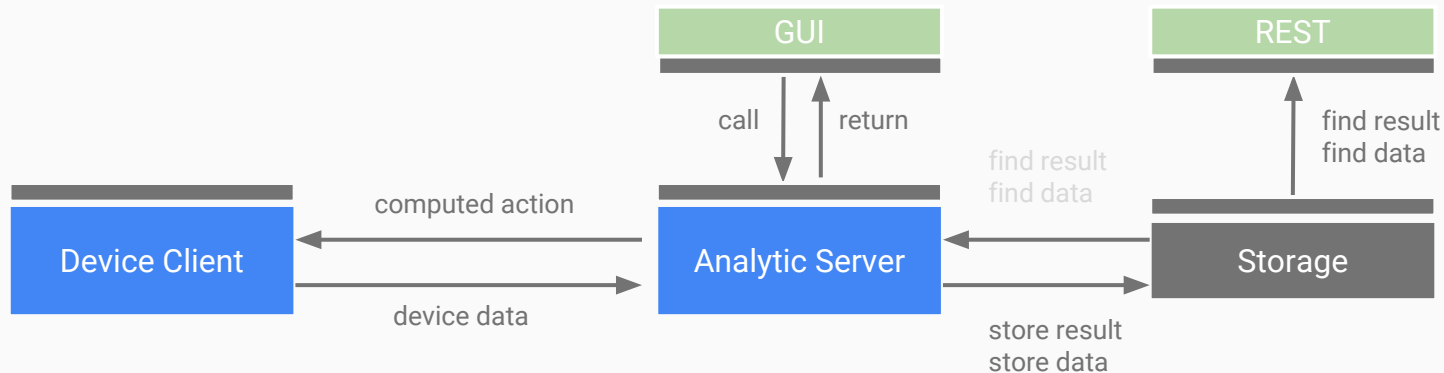 GUI
REST
call
return
find result
find data
find result
find data
computed action
Device Client
Analytic Server
Storage
device data
store result
store data